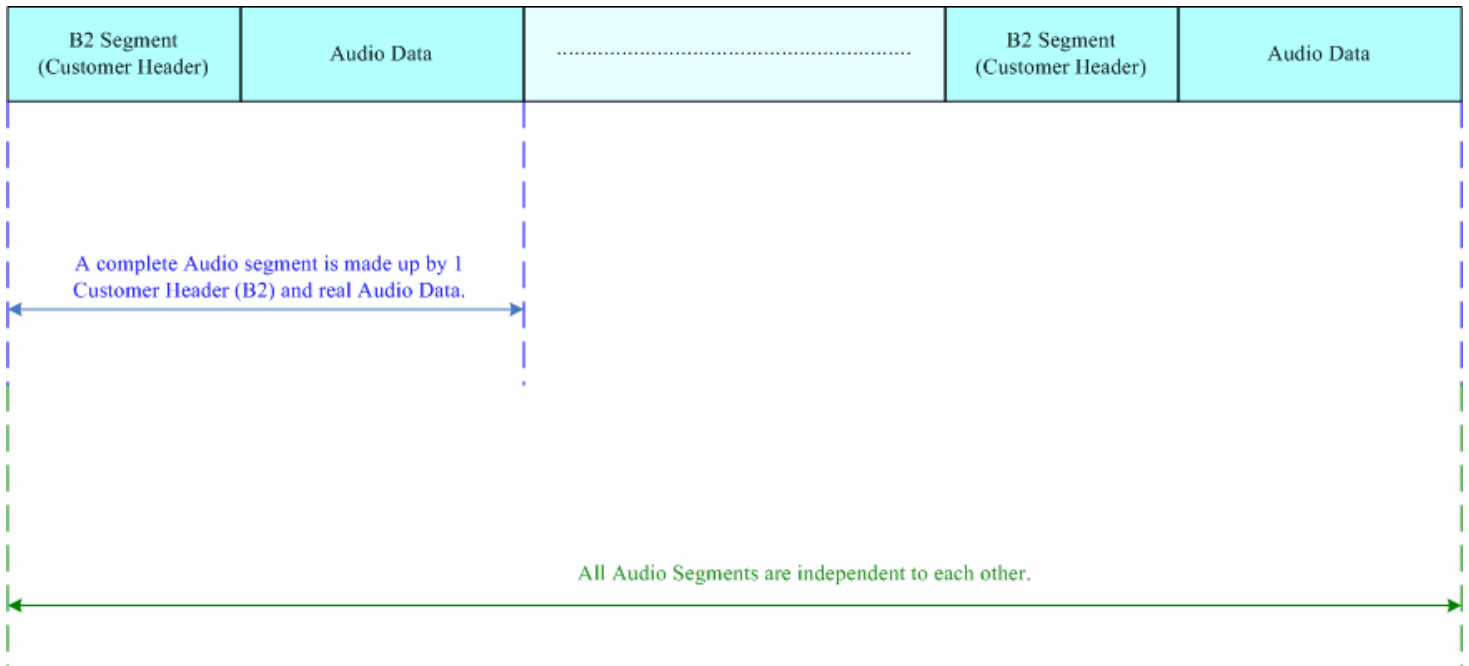 B2 Segment
(Customer Header)
Audio Data
............................................................
B2 Segment
(Customer Header)
Audio Data
A complete Audio segment is made up by 1
Customer Header (B2) and real Audio Data.
All Audio Segments are independent to each other.